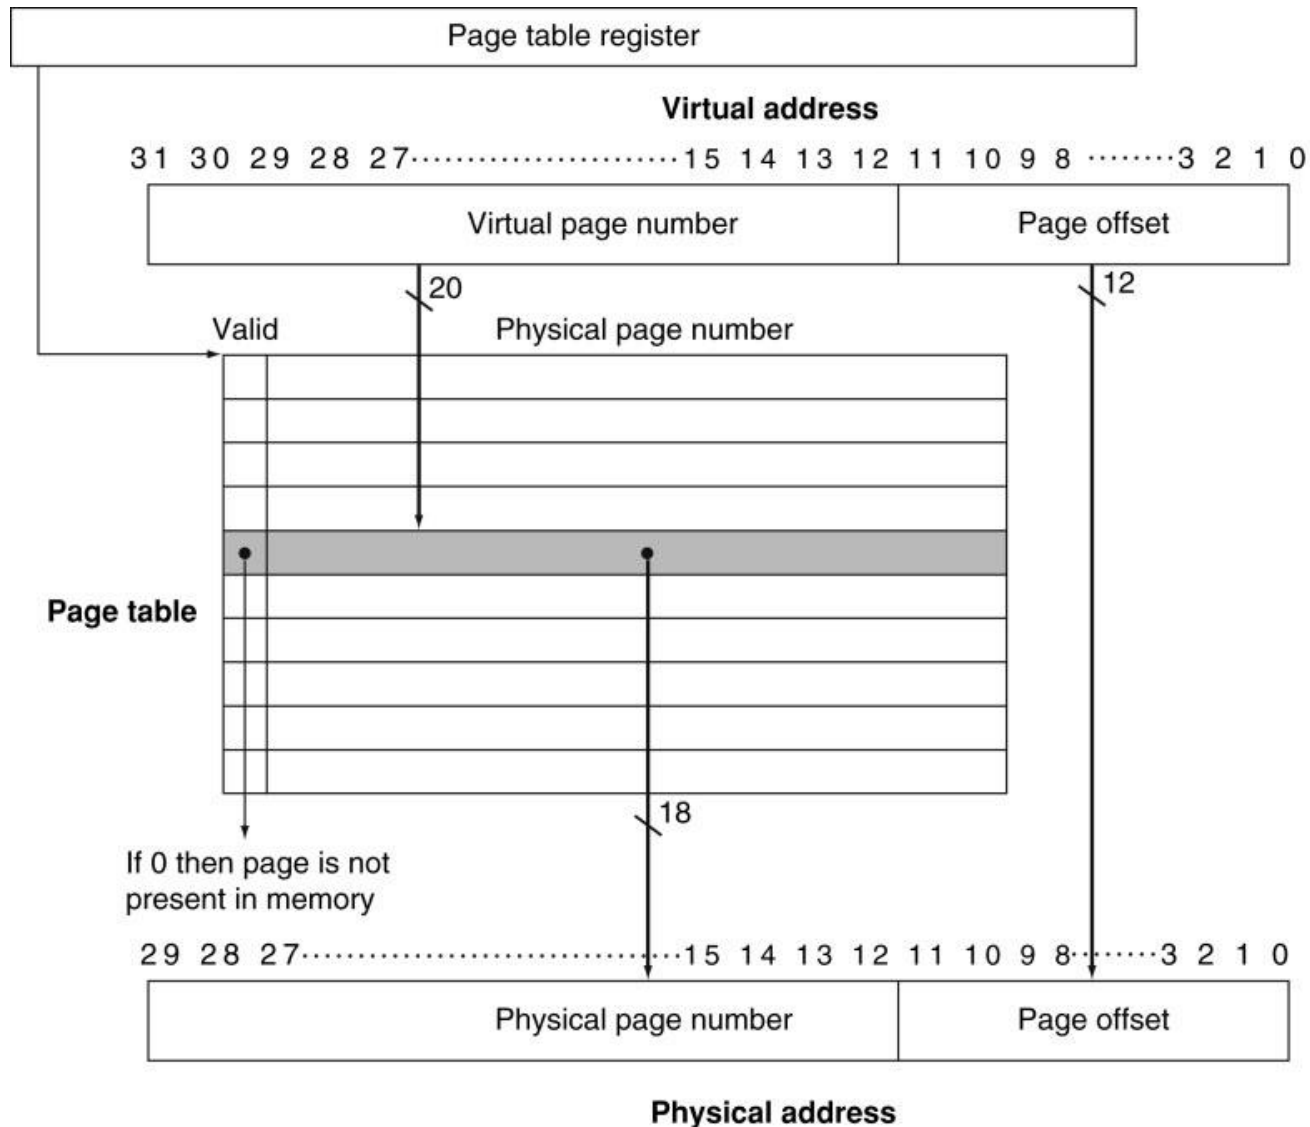 Page table register
Virtual address
31 30 29 28 27·······················15 14 13 12 11 10 9 8 ········3 2 1 0
Virtual page number Page offset
20 12
Valid Physical page number
Page table
18
If 0 then page is not
present in memory
29 28 27·································15 14 13 12 11 10 9 8········3 2 1 0
Physical page number Page offset
Physical address